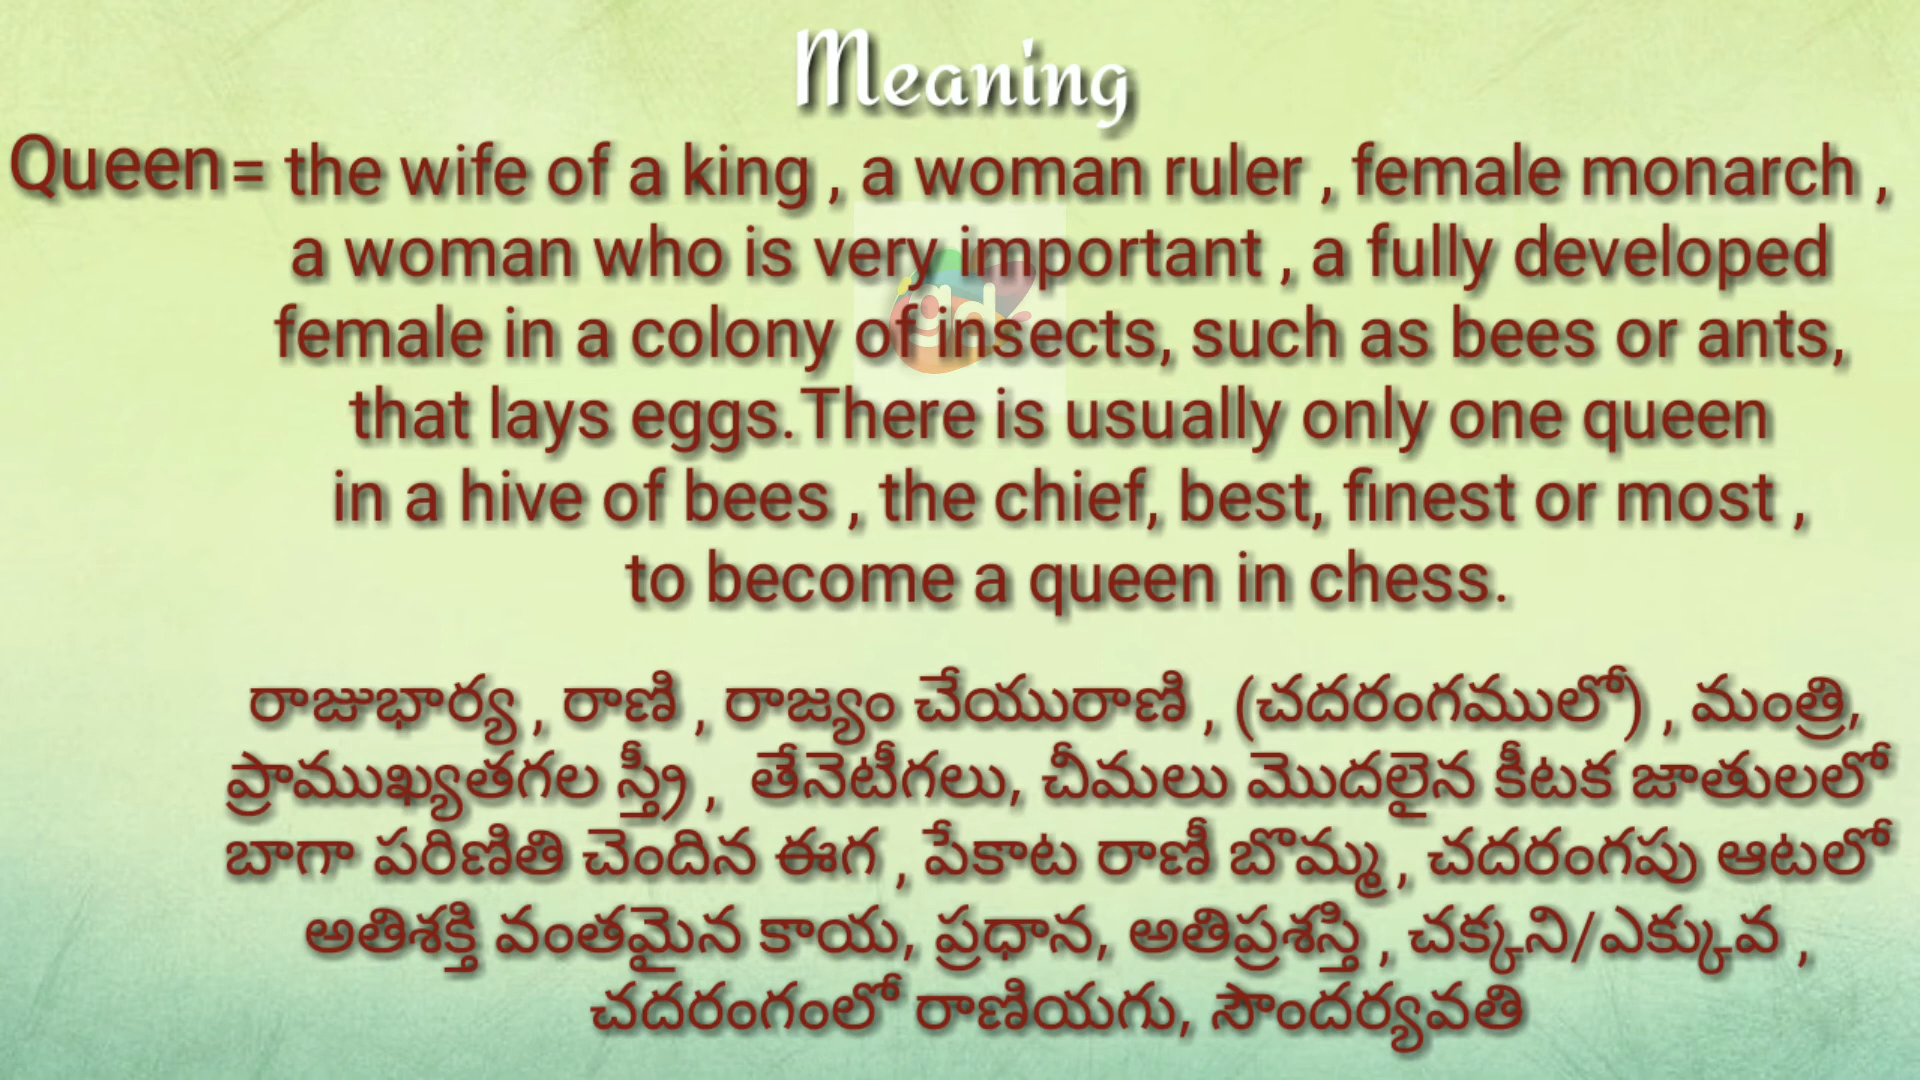 Meaning
Queen = the wife of a king , a woman ruler , female monarch ,
a woman who is very important , a fully developed
female in a colony of insects, such as bees or ants,
that lays eggs.There is usually only one queen
in a hive of bees , the chief, best, finest or most ,
to become a queen in chess.
రాజుభార్య , రాణి , రాజ్యం చేయురాణి , (చదరంగములో) , మంత్రి,
ప్రాముఖ్యతగల స్త్రీ , తేనెటీగలు, చీమలు మొదలైన కీటక జాతులలో
బాగా పరిణితి చెందిన ఈగ , పేకాట రాణీ బొమ్మ , చదరంగపు ఆటలో
అతిశక్తి వంతమైన కాయ, ప్రధాన, అతిప్రశస్తి , చక్కని/ఎక్కువ ,
చదరంగంలో రాణియగు, సౌందర్యవతి